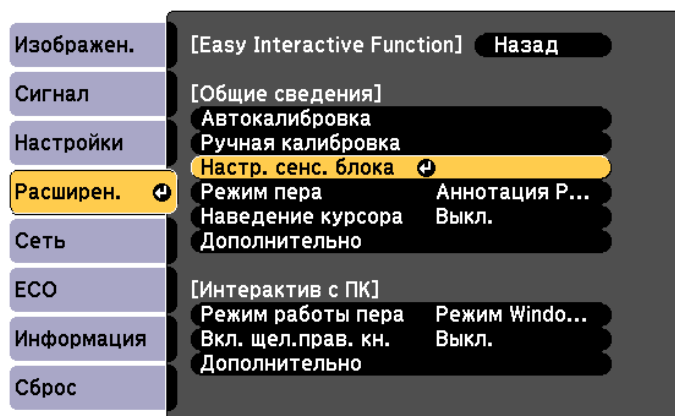 Изображен.
Сигнал
Настройки
Расширен.
Сеть
ECO
Информация
Сброс
[Easy Interactive Function] Назад
[Общие сведения]
Автокалибровка
Ручная калибровка
Настр. сенс. блока
Режим пера Аннотация P...
Наведение курсора Выкл.
Дополнительно
[Интерактив с ПК]
Режим работы пера Режим Windo...
Вкл. щел.прав. кн. Выкл.
Дополнительно